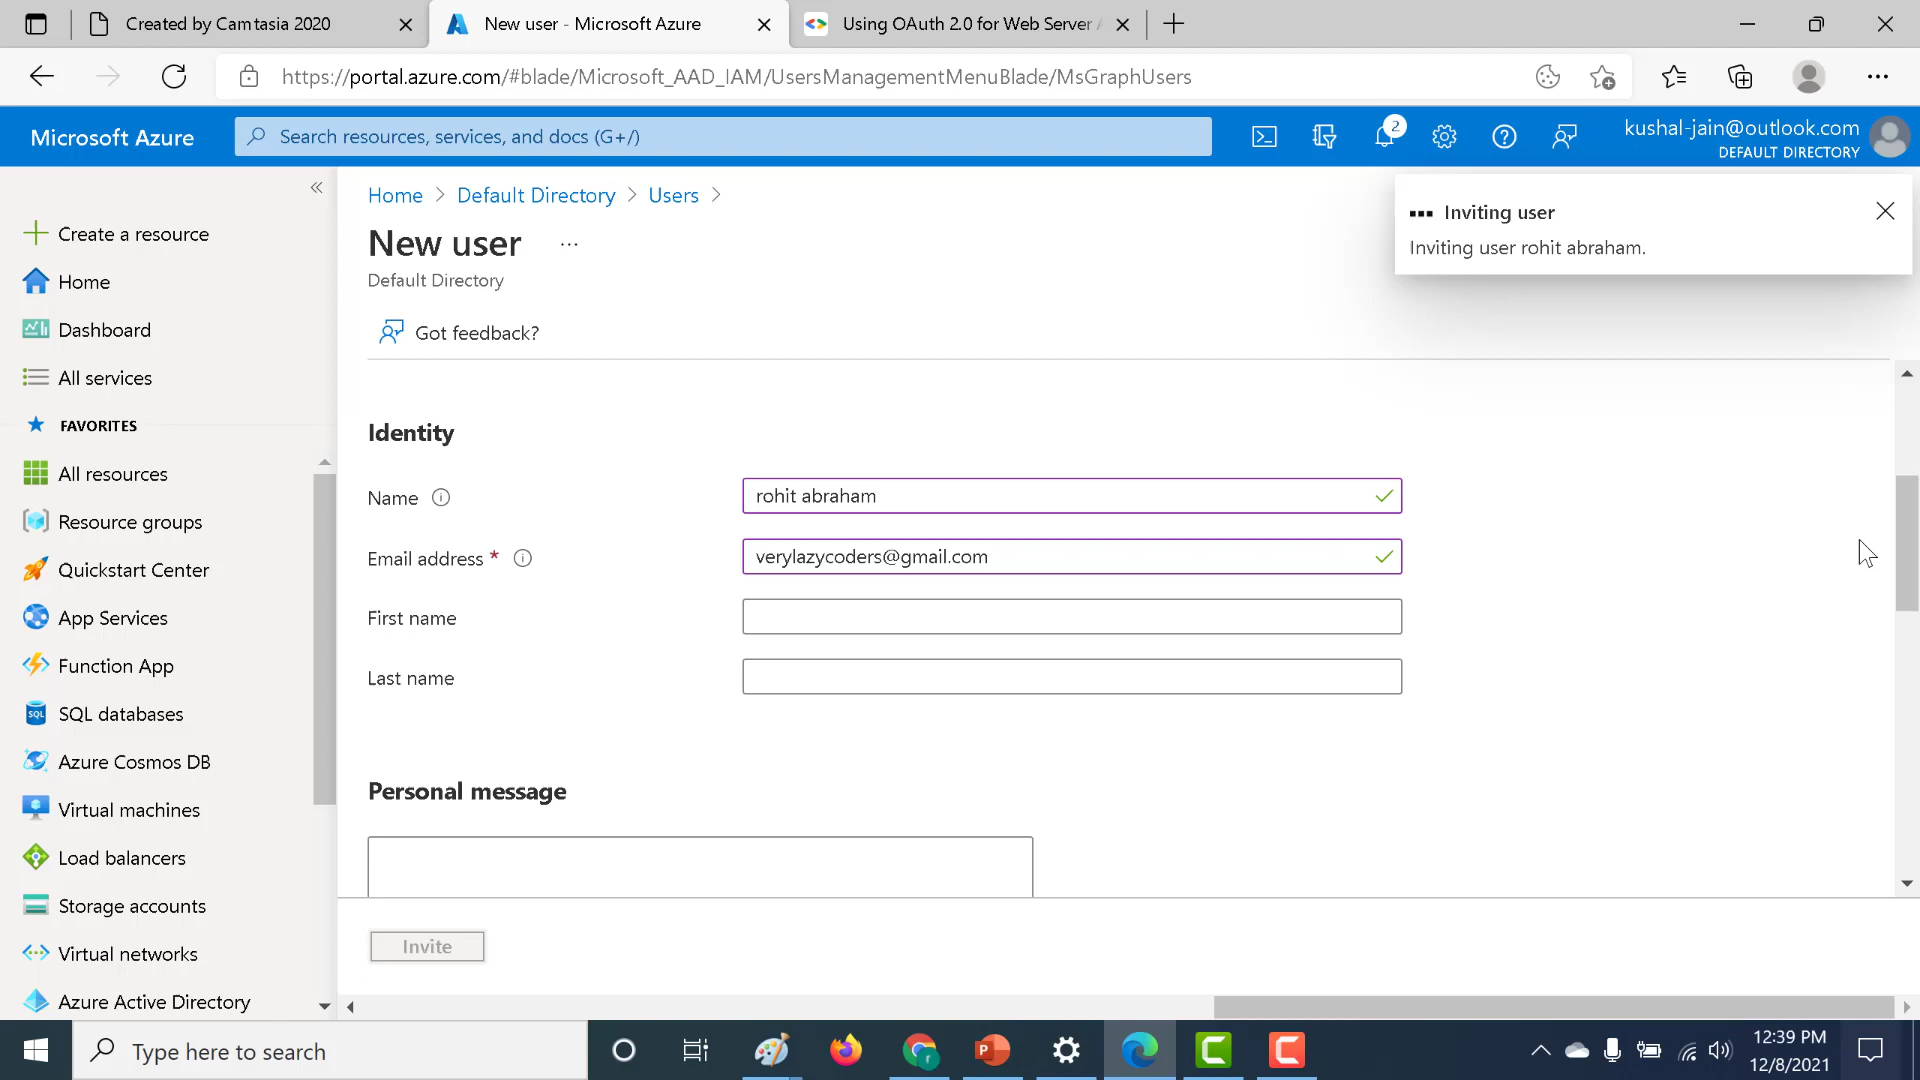 Created by Camtasia 2020
New user - Microsoft Azure
Using OAuth 2.0 for Web Server
https://portal.azure.com/#blade/Microsoft_AAD_IAM/UsersManagementMenuBlade/MsGraphUsers
Microsoft Azure
Search resources, services, and docs (G+/)
2
kushal-jain@outlook.com
DEFAULT DIRECTORY
Create a resource
Home
Dashboard
All services
FAVORITES
All resources
Resource groups
Quickstart Center
App Services
Function App
SQL
SQL databases
Azure Cosmos DB
Virtual machines
Load balancers
Storage accounts
Virtual networks
Azure Active Directory
Home > Default Directory > Users >
New user ...
Default Directory
Got feedback?
Inviting user
Inviting user rohit abraham.
Identity
Name
rohit abraham
Email address *
verylazycoders@gmail.com
First name
Last name
Personal message
Invite
Type here to search
12:39 PM
12/8/2021